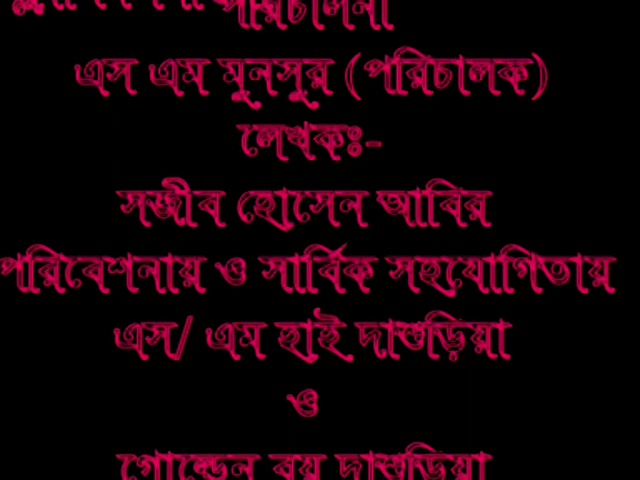 পরিচালনা
এস এম মুনসুর (পরিচালক)
লেখকঃ-
সজীব হোসেন আবির
পরিবেশনায় ও সার্বিক সহযোগিতায়
এস/ এম হাই দাশুড়িয়া
ও
গোল্ডেন বয় দাশুড়িয়া